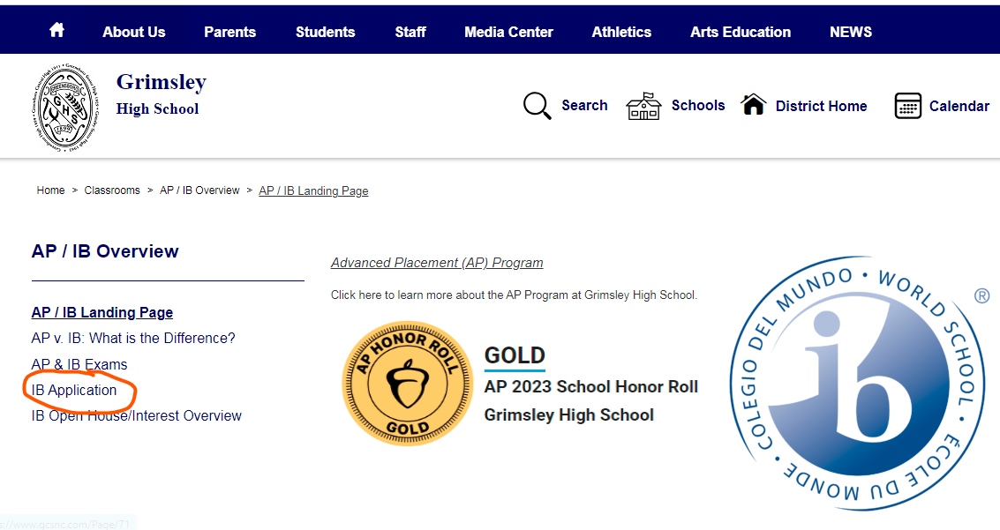 About Us Parents Students Staff Media Center Athletics Arts Education NEWS
Grimsley
High School
GREENSBORO
GHS
1899
Search Schools District Home Calendar
Home > Classrooms > AP / IB Overview > AP / IB Landing Page
AP / IB Overview
AP / IB Landing Page
AP v. IB: What is the Difference?
AP & IB Exams
IB Application
IB Open House/Interest Overview
Advanced Placement (AP) Program
Click here to learn more about the AP Program at Grimsley High School.
AP HONOR ROLL
GOLD
GOLD
AP 2023 School Honor Roll
Grimsley High School
COLEGIO DEL MUNDO • WORLD SCHOOL • ÉCOLE DU MONDE •
ib
®
s://www.gcsnc.com/Page/71